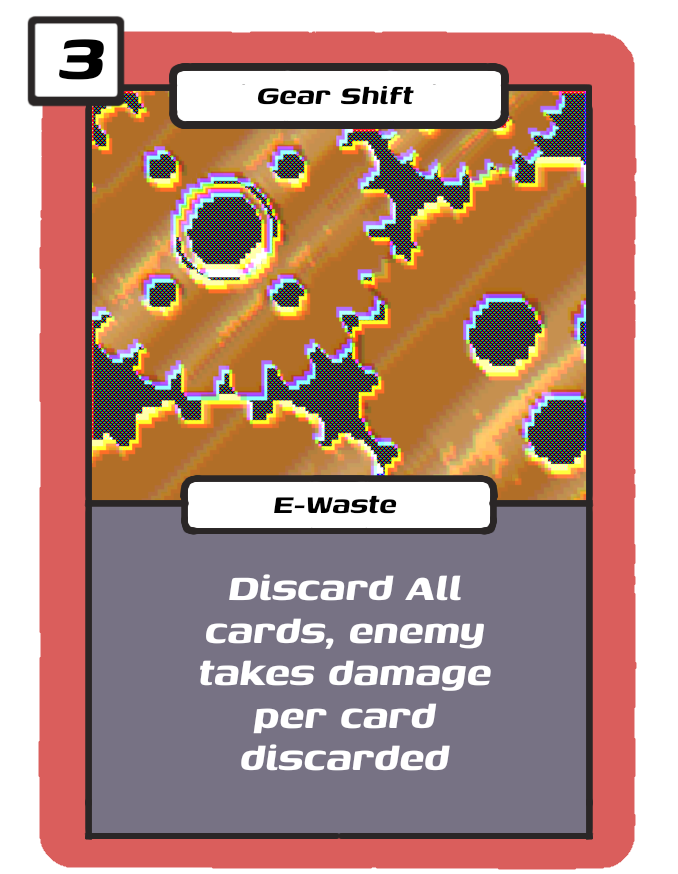 3
Gear Shift
E-Waste
Discard All
cards, enemy
takes damage
per card
discarded